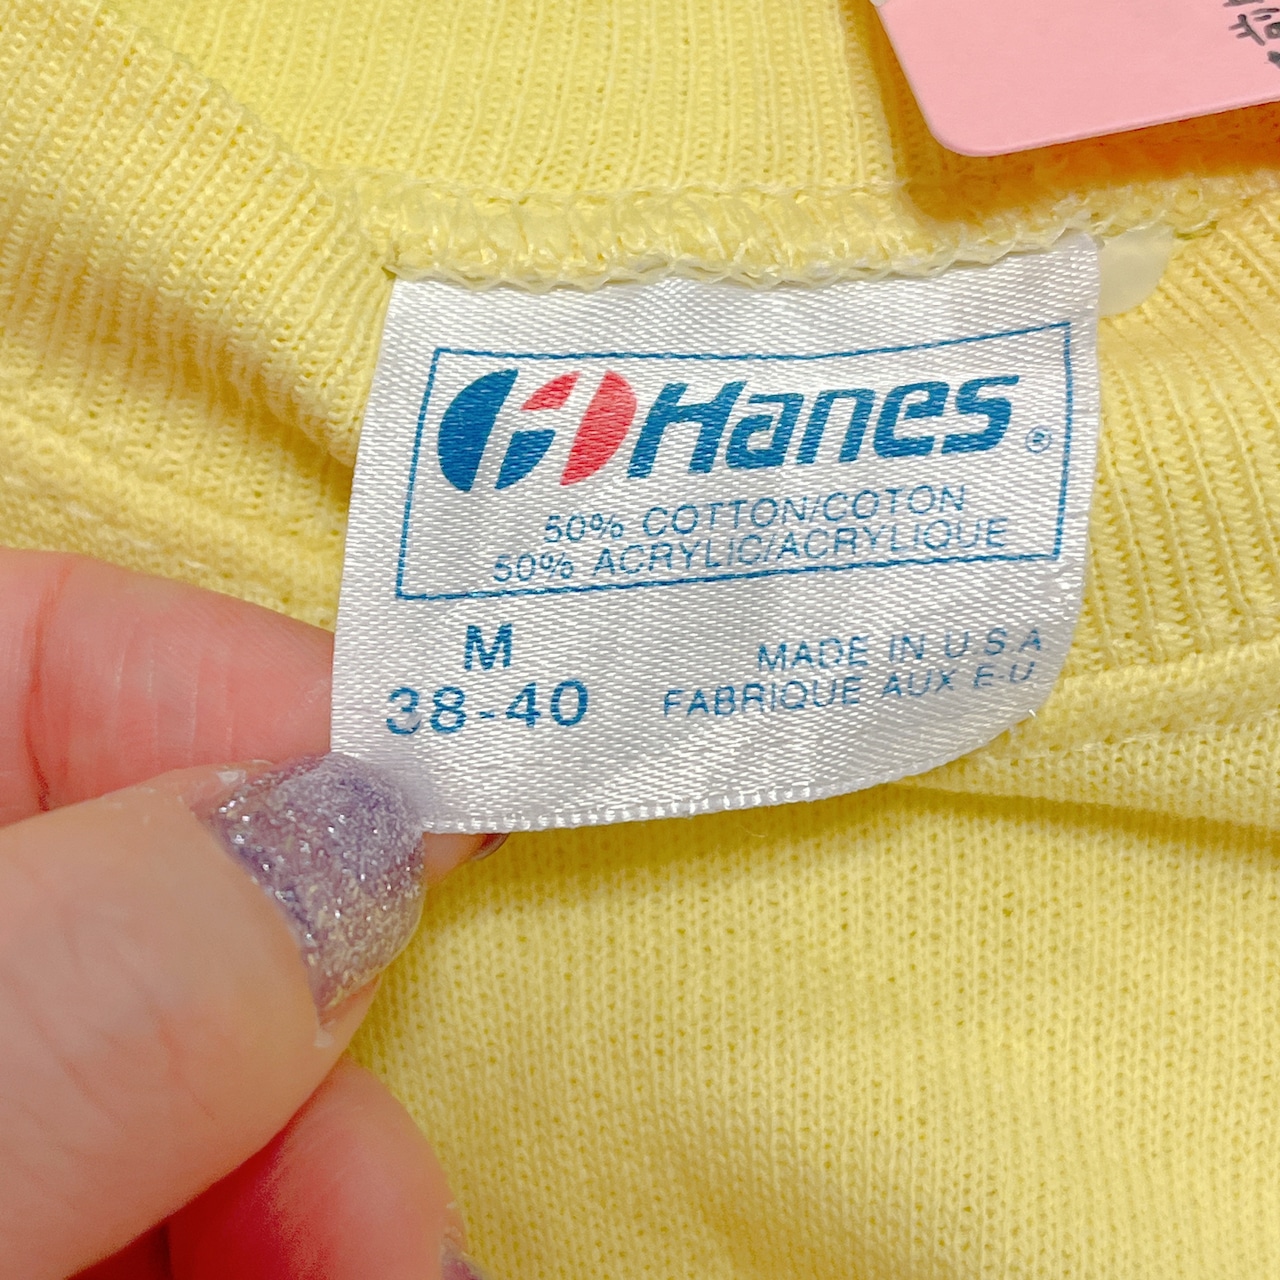 Hanes®
50% COTTON/COTON
50% ACRYLIC/ACRYLIQUE
M
38-40
MADE IN U S A
FABRIQUE AUX E-U